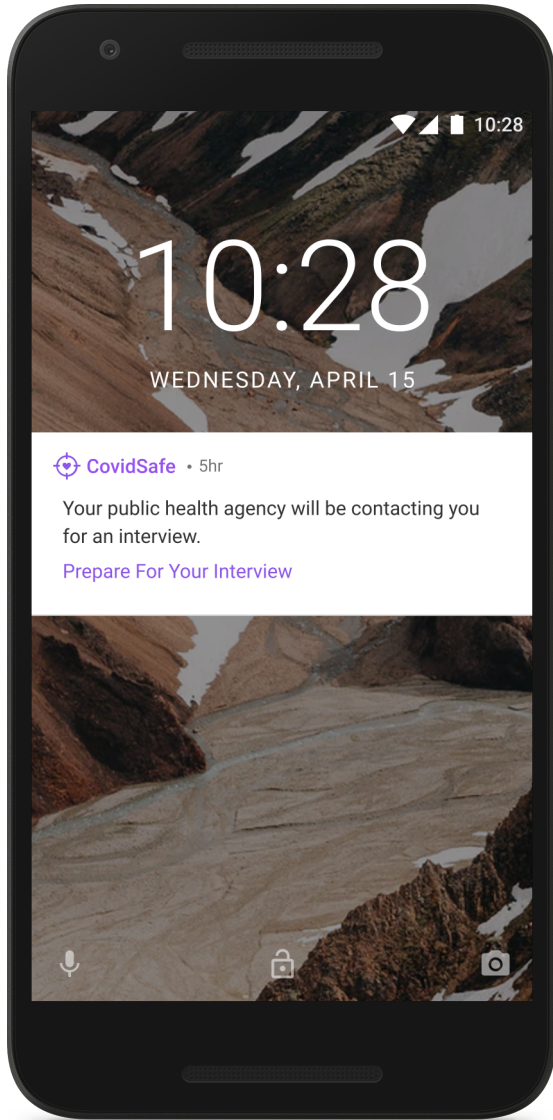 10:28
10:28
WEDNESDAY, APRIL 15
CovidSafe • 5hr
Your public health agency will be contacting you
for an interview.
Prepare For Your Interview